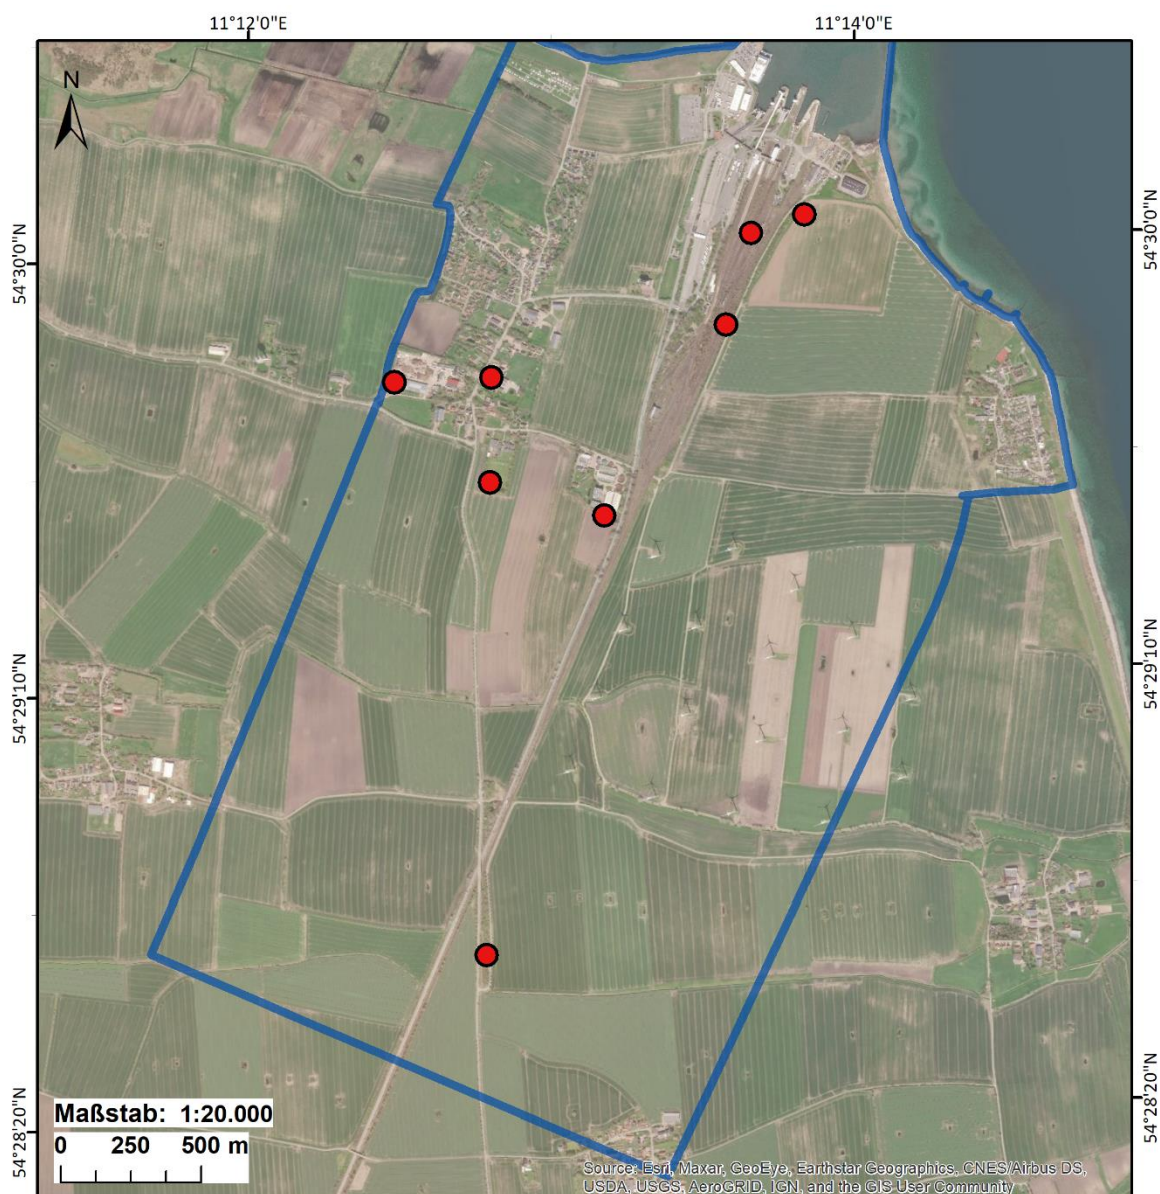 11°12'0"E
11°14'0"E
N
54°30'0"N
54°30'0"N
54°29'10"N
54°29'10"N
54°28'20"N
54°28'20"N
Maßstab: 1:20.000
0 250 500 m
Source: Esri, Maxar, GeoEye, Earthstar Geographics, CNES/Airbus DS,
USDA, USGS, AeroGRID, IGN, and the GIS User Community